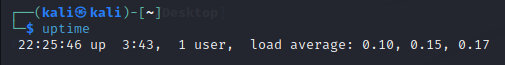 ┌──(kali㉿kali)-[~]Desktop
└─$ uptime
 22:25:46 up  3:43,  1 user,  load average: 0.10, 0.15, 0.17